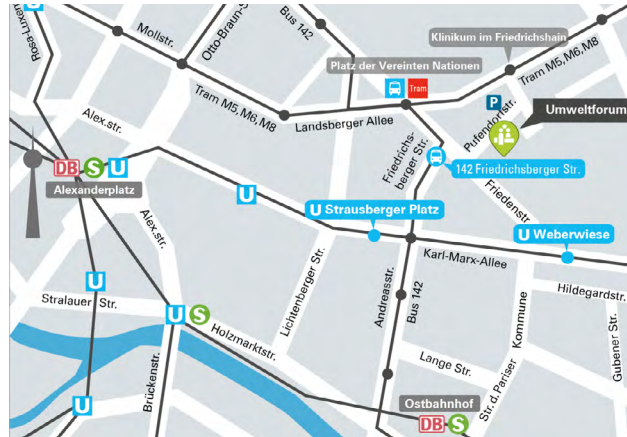 Rosa-Luxem
Mollstr.
Otto-Braun-S
Bus 142
Klinikum im Friedrichshain
Platz der Vereinten Nationen
Tram
Tram M5, M6, M8
Tram M5, M6, M8
Landsberger Allee
P
Pufendorfstr.
Umweltforum
Alex.str.
Friedrichs-
berger Str.
142 Friedrichsberger Str.
Friedenstr.
DB S U
Alexanderplatz
U
U Strausberger Platz
U Weberwiese
Karl-Marx-Allee
Alex.str.
U
Stralauer Str.
U S
Holzmarktstr.
Lichtenberger Str.
Andreasstr.
Bus 142
Kommune
Hildegardstr.
Gubener Str.
Lange Str.
Str. d. Pariser
Brückenstr.
U
Ostbahnhof
DB S